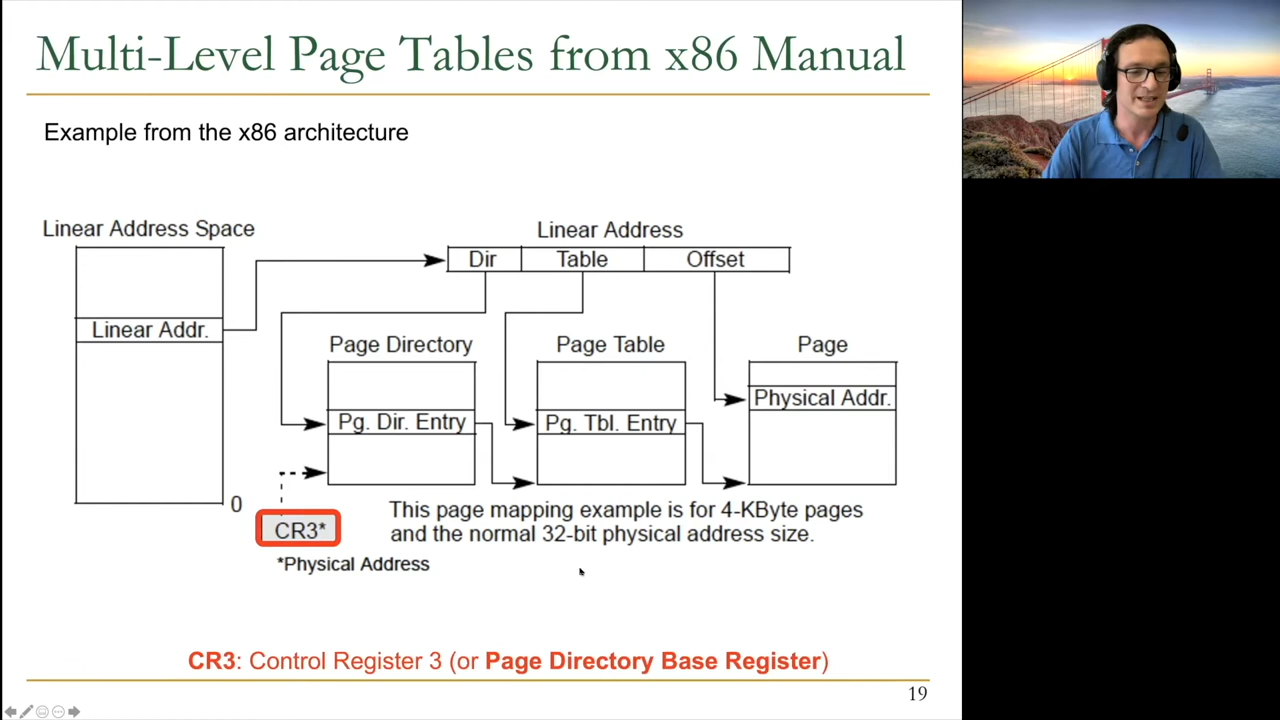 Multi-Level Page Tables from x86 Manual
Example from the x86 architecture
Linear Address Space
Linear Address
Dir
Table
Offset
Linear Addr.
Page Directory
Page Table
Page
Physical Addr.
Pg. Dir. Entry
Pg. Tbl. Entry
0
CR3*
This page mapping example is for 4-KByte pages
and the normal 32-bit physical address size.
*Physical Address
CR3: Control Register 3 (or Page Directory Base Register)
19